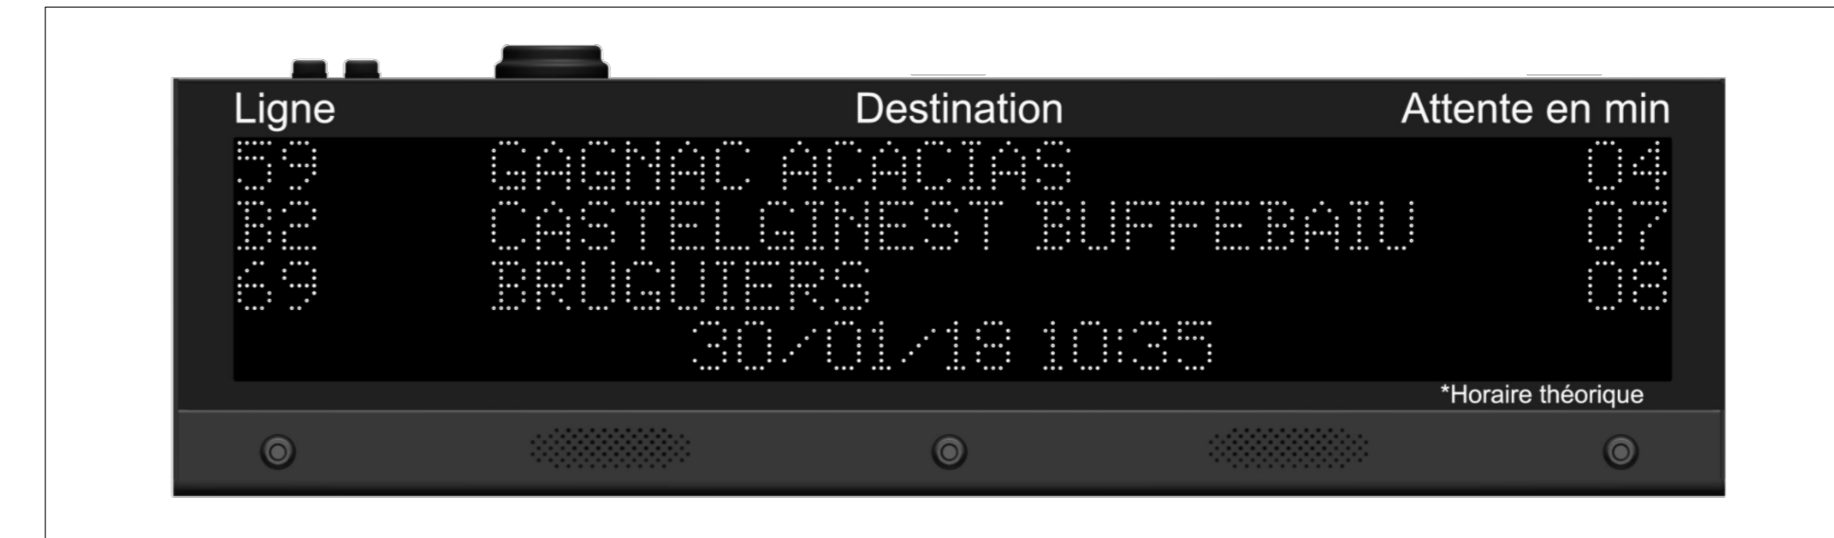 Ligne Destination Attente en min
59 GAGNAC ACACIAS 04
B2 CASTELGINEST BUFFEBAIU 07
69 BRUGUIERS 08
30/01/18 10:35
*Horaire théorique